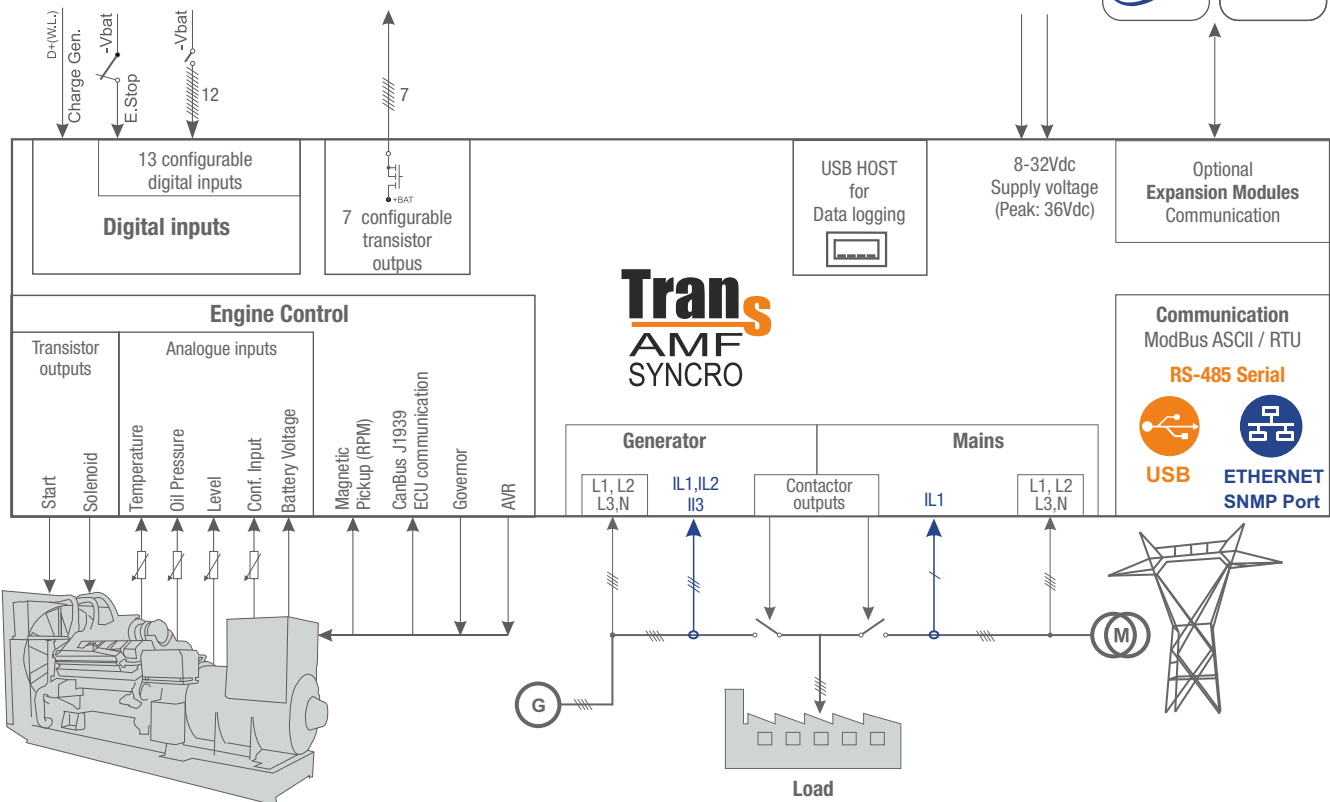 D+(W.L.)
Charge Gen.
-Vbat
E.Stop
-Vbat
12
7
13 configurable
digital inputs
Digital inputs
+BAT
7 configurable
transistor
outpus
USB HOST
for
Data logging
8-32Vdc
Supply voltage
(Peak: 36Vdc)
Optional
Expansion Modules
Communication
Trans
AMF
SYNCRO
Engine Control
Transistor
outputs
Analogue inputs
Start
Solenoid
Temperature
Oil Pressure
Level
Conf. Input
Battery Voltage
Magnetic
Pickup (RPM)
CanBus J1939
ECU communication
Governor
AVR
Generator
Mains
L1, L2
L3,N
IL1,IL2
Il3
Contactor
outputs
IL1
L1, L2
L3,N
Communication
ModBus ASCII / RTU
RS-485 Serial
USB
ETHERNET
SNMP Port
G
M
Load